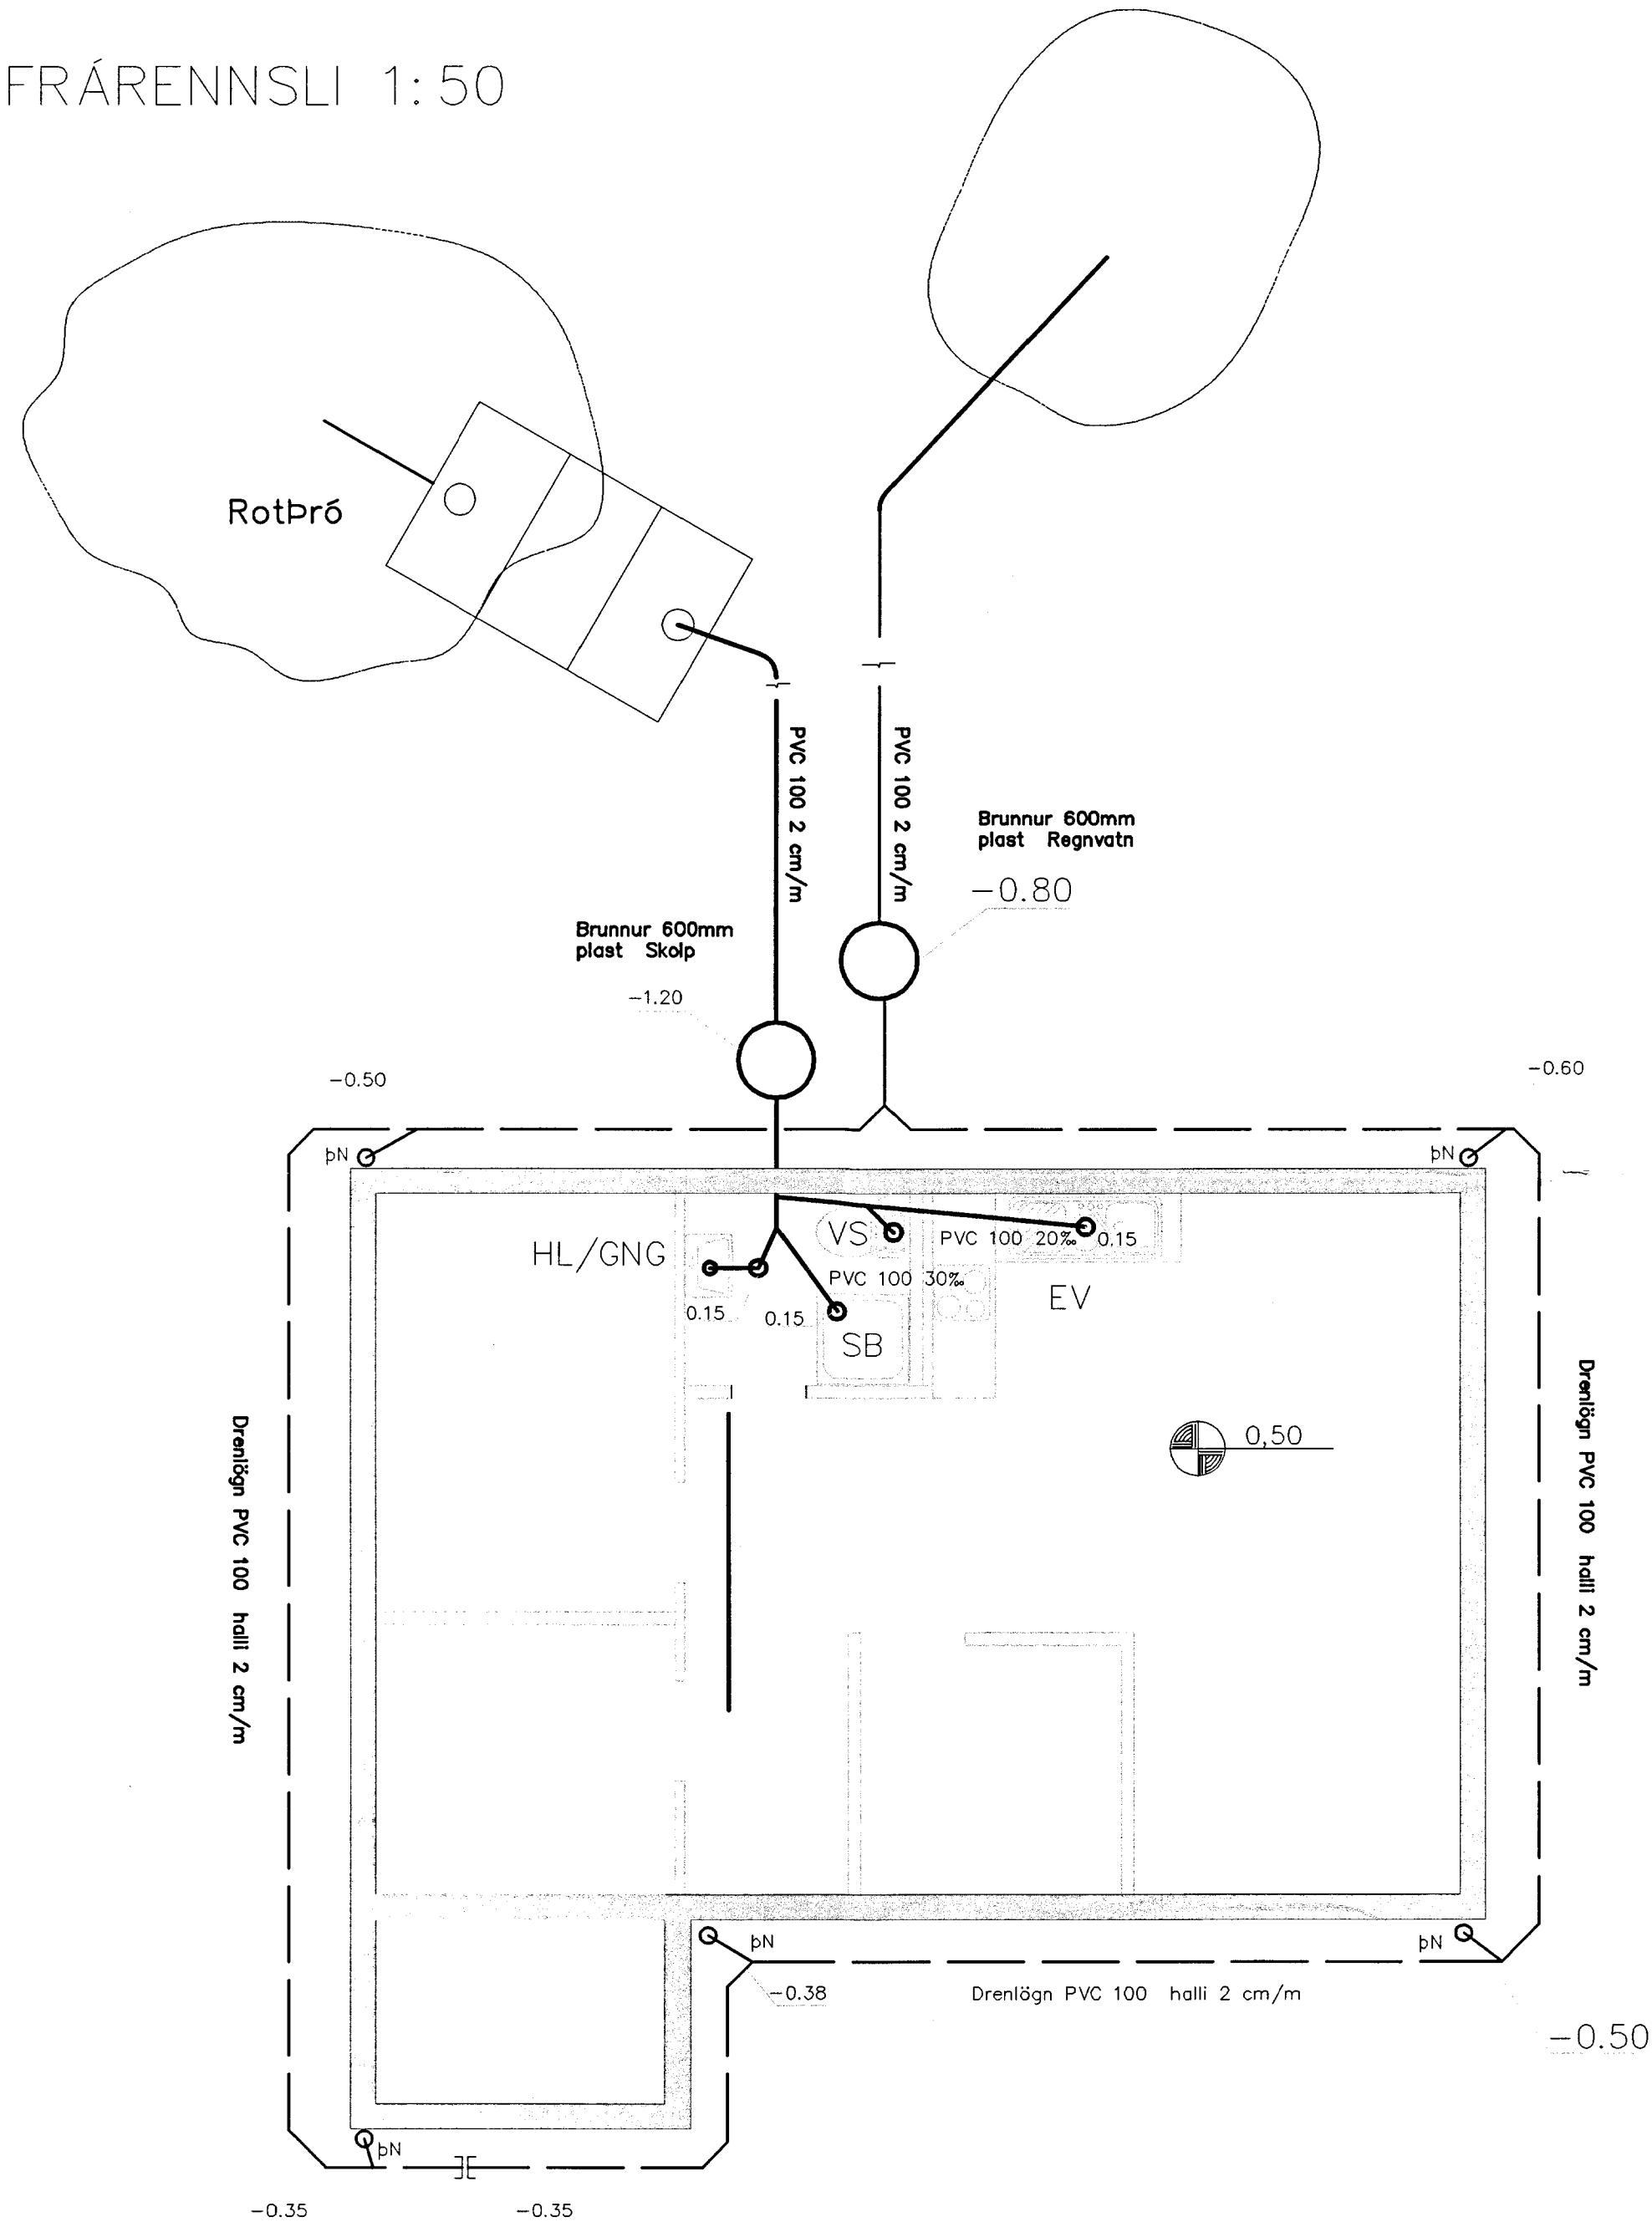 FRÁRENNSLI 1:50
Rotþró
PVC 100 2 cm/m
PVC 100 2 cm/m
Brunnur 600mm
plast Regnvatn
-0.80
Brunnur 600mm
plast Skolp
-1.20
-0.50
-0.60
þN
þN
HL/GNG
VS
PVC 100 20‰
0.15
PVC 100 30‰
EV
0.15
0.15
SB
0,50
Drenlögn PVC 100 halli 2 cm/m
Drenlögn PVC 100 halli 2 cm/m
þN
þN
-0.38
Drenlögn PVC 100 halli 2 cm/m
-0.50
þN
-0.35
-0.35